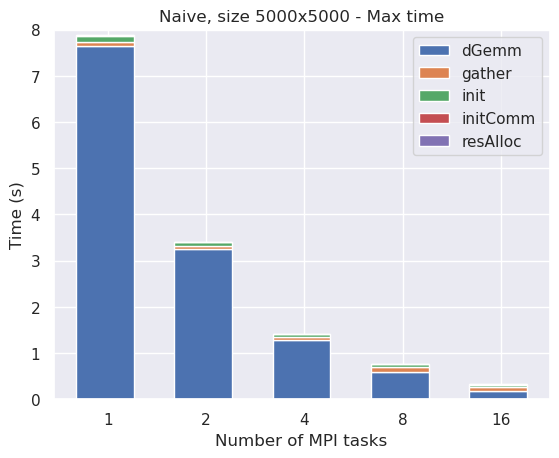 Naive, size 5000x5000 - Max time
8
7
6
5
4
3
2
1
0
Time (s)
dGemm
gather
init
initComm
resAlloc
1 2 4 8 16
Number of MPI tasks